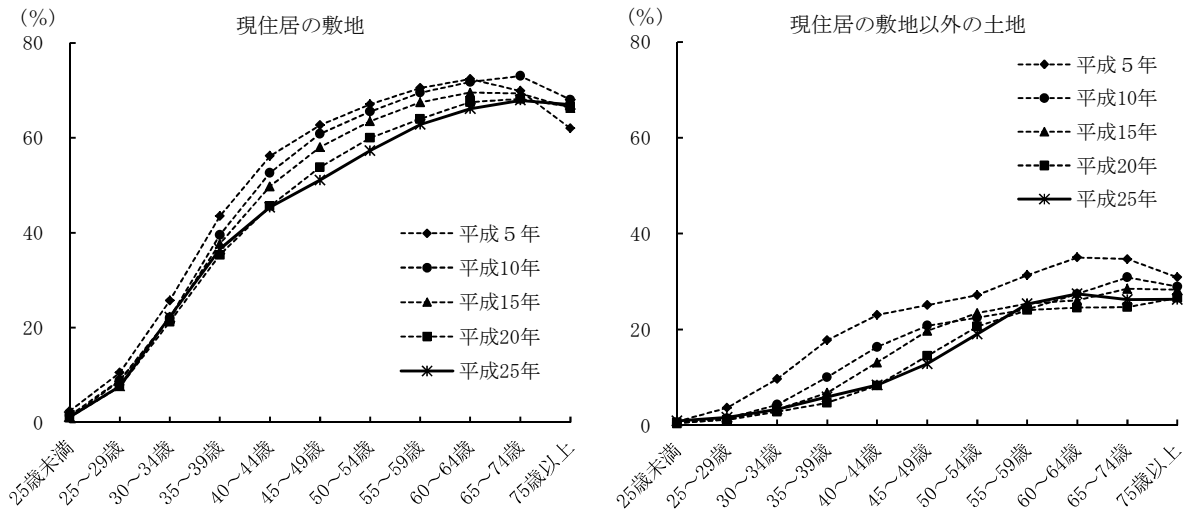 (%)
現住居の敷地
80
60
40
20
0
平成５年
平成10年
平成15年
平成20年
平成25年
25歳未満
25～29歳
30～34歳
35～39歳
40～44歳
45～49歳
50～54歳
55～59歳
60～64歳
65～74歳
75歳以上
(%)
現住居の敷地以外の土地
80
60
40
20
0
平成５年
平成10年
平成15年
平成20年
平成25年
25歳未満
25～29歳
30～34歳
35～39歳
40～44歳
45～49歳
50～54歳
55～59歳
60～64歳
65～74歳
75歳以上